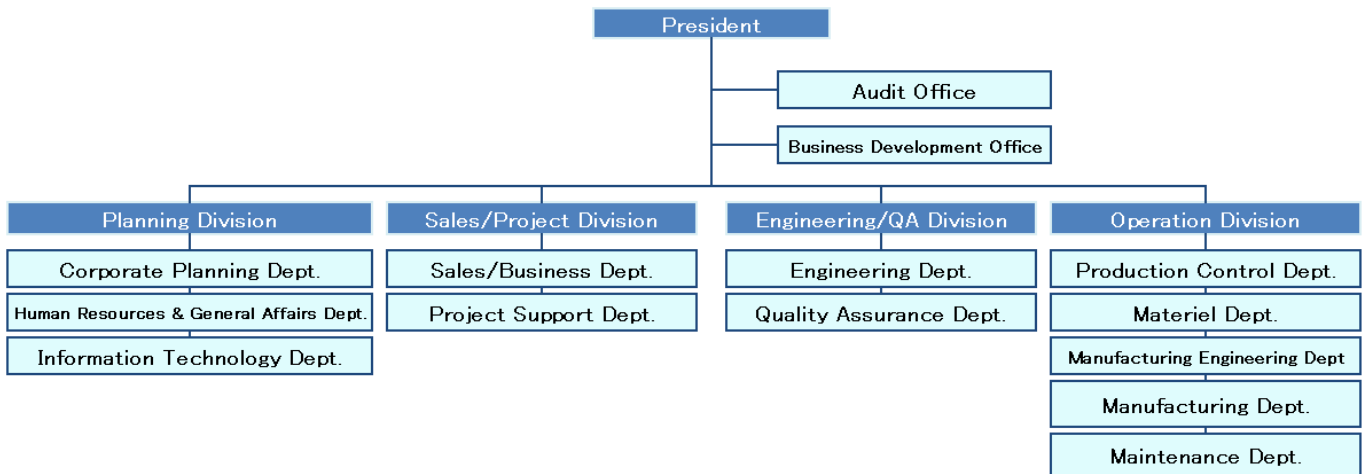 President
Audit Office
Business Development Office
Planning Division
Corporate Planning Dept.
Human Resources & General Affairs Dept.
Information Technology Dept.
Sales/Project Division
Sales/Business Dept.
Project Support Dept.
Engineering/QA Division
Engineering Dept.
Quality Assurance Dept.
Operation Division
Production Control Dept.
Materiel Dept.
Manufacturing Engineering Dept
Manufacturing Dept.
Maintenance Dept.